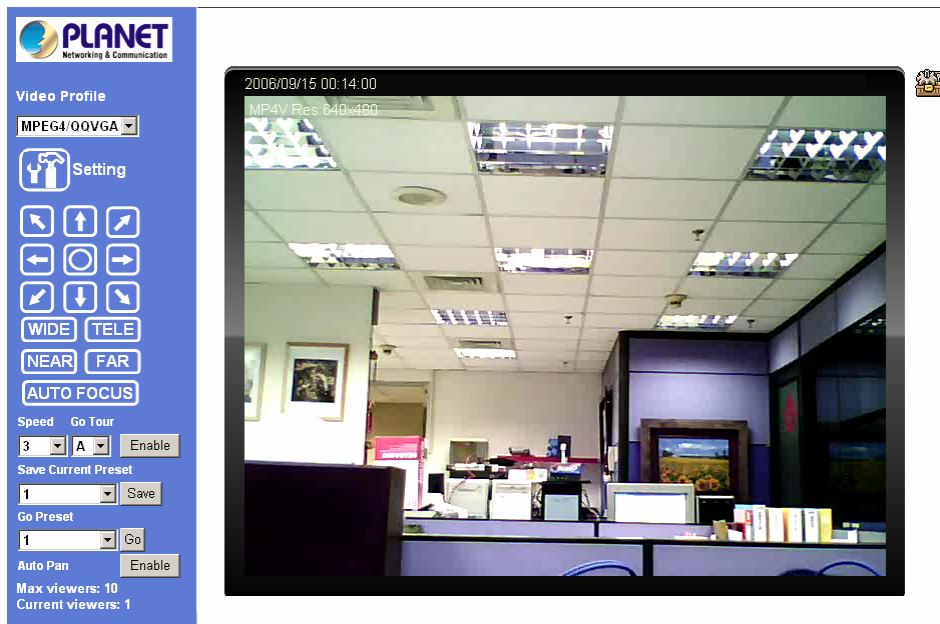 PLANET
Networking & Communication
Video Profile
MPEG4/QQVGA
Setting
WIDE TELE
NEAR FAR
AUTO FOCUS
Speed Go Tour
3 A Enable
Save Current Preset
1 Save
Go Preset
1 Go
Auto Pan Enable
Max viewers: 10
Current viewers: 1
2006/09/15 00:14:00
MP4V Res:640x480